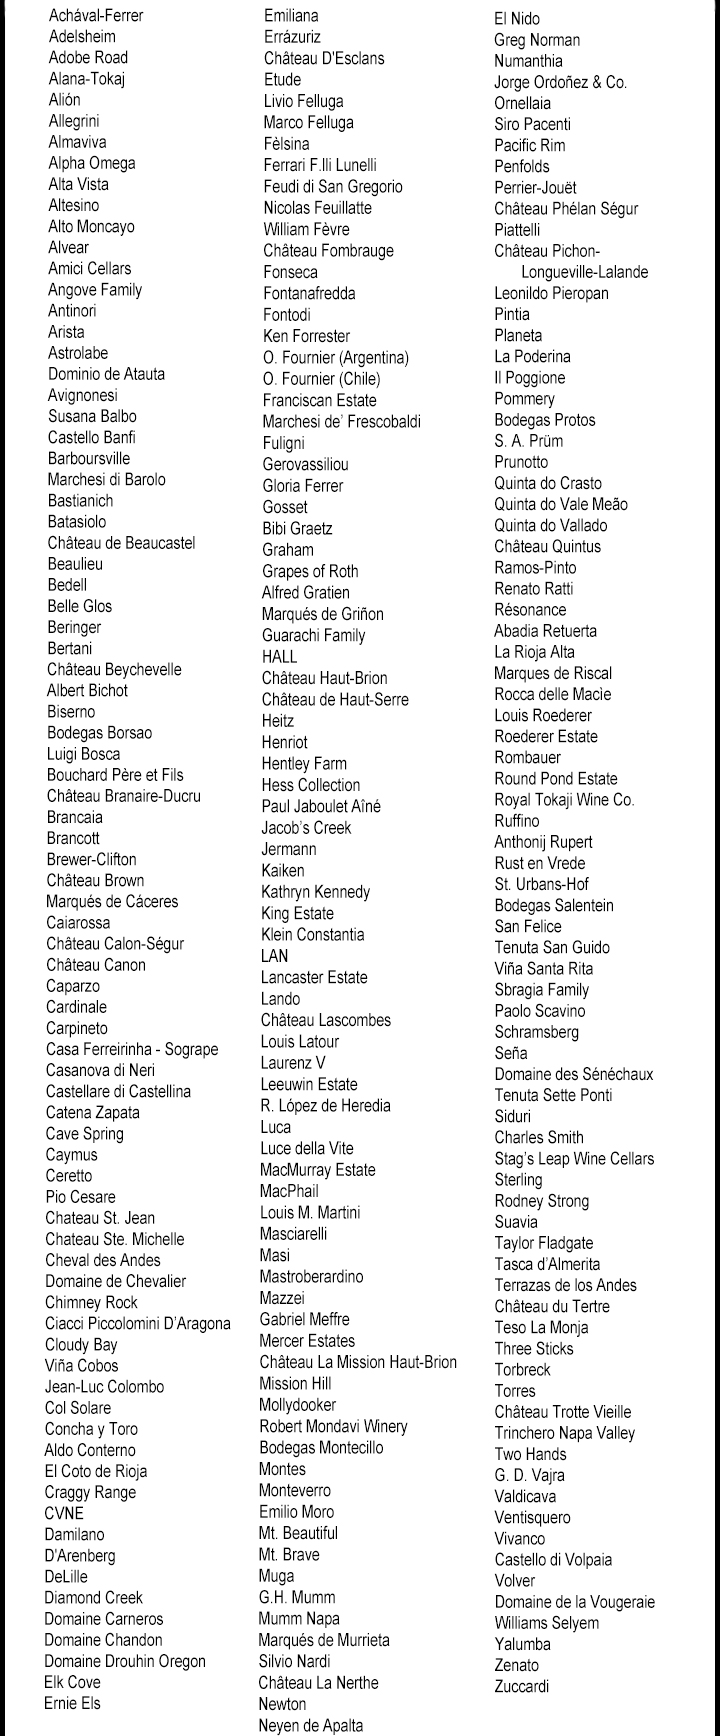 Achával-Ferrer
Adelsheim
Adobe Road
Alana-Tokaj
Alión
Allegrini
Almaviva
Alpha Omega
Alta Vista
Altesino
Alto Moncayo
Alvear
Amici Cellars
Angove Family
Antinori
Arista
Astrolabe
Dominio de Atauta
Avignonesi
Susana Balbo
Castello Banfi
Barboursville
Marchesi di Barolo
Bastianich
Batasiolo
Château de Beaucastel
Beaulieu
Bedell
Belle Glos
Beringer
Bertani
Château Beychevelle
Albert Bichot
Biserno
Bodegas Borsao
Luigi Bosca
Bouchard Père et Fils
Château Branaire-Ducru
Brancaia
Brancott
Brewer-Clifton
Château Brown
Marqués de Cáceres
Caiarossa
Château Calon-Ségur
Château Canon
Caparzo
Cardinale
Carpineto
Casa Ferreirinha - Sogrape
Casanova di Neri
Castellare di Castellina
Catena Zapata
Cave Spring
Caymus
Ceretto
Pio Cesare
Chateau St. Jean
Chateau Ste. Michelle
Cheval des Andes
Domaine de Chevalier
Chimney Rock
Ciacci Piccolomini D'Aragona
Cloudy Bay
Viña Cobos
Jean-Luc Colombo
Col Solare
Concha y Toro
Aldo Conterno
El Coto de Rioja
Craggy Range
CVNE
Damilano
D'Arenberg
DeLille
Diamond Creek
Domaine Carneros
Domaine Chandon
Domaine Drouhin Oregon
Elk Cove
Ernie Els
Emiliana
Errázuriz
Château D'Esclans
Etude
Livio Felluga
Marco Felluga
Fèlsina
Ferrari F.lli Lunelli
Feudi di San Gregorio
Nicolas Feuillatte
William Fèvre
Château Fombrauge
Fonseca
Fontanafredda
Fontodi
Ken Forrester
O. Fournier (Argentina)
O. Fournier (Chile)
Franciscan Estate
Marchesi de' Frescobaldi
Fuligni
Gerovassiliou
Gloria Ferrer
Gosset
Bibi Graetz
Graham
Grapes of Roth
Alfred Gratien
Marqués de Griñon
Guarachi Family
HALL
Château Haut-Brion
Château de Haut-Serre
Heitz
Henriot
Hentley Farm
Hess Collection
Paul Jaboulet Aîné
Jacob's Creek
Jermann
Kaiken
Kathryn Kennedy
King Estate
Klein Constantia
LAN
Lancaster Estate
Lando
Château Lascombes
Louis Latour
Laurenz V
Leeuwin Estate
R. López de Heredia
Luca
Luce della Vite
MacMurray Estate
MacPhail
Louis M. Martini
Masciarelli
Masi
Mastroberardino
Mazzei
Gabriel Meffre
Mercer Estates
Château La Mission Haut-Brion
Mission Hill
Mollydooker
Robert Mondavi Winery
Bodegas Montecillo
Montes
Monteverro
Emilio Moro
Mt. Beautiful
Mt. Brave
Muga
G.H. Mumm
Mumm Napa
Marqués de Murrieta
Silvio Nardi
Château La Nerthe
Newton
Neyen de Apalta
El Nido
Greg Norman
Numanthia
Jorge Ordoñez & Co.
Ornellaia
Siro Pacenti
Pacific Rim
Penfolds
Perrier-Jouët
Château Phélan Ségur
Piattelli
Château Pichon-
Longueville-Lalande
Leonildo Pieropan
Pintia
Planeta
La Poderina
Il Poggione
Pommery
Bodegas Protos
S. A. Prüm
Prunotto
Quinta do Crasto
Quinta do Vale Meão
Quinta do Vallado
Château Quintus
Ramos-Pinto
Renato Ratti
Résonance
Abadia Retuerta
La Rioja Alta
Marques de Riscal
Rocca delle Macìe
Louis Roederer
Roederer Estate
Rombauer
Round Pond Estate
Royal Tokaji Wine Co.
Ruffino
Anthonij Rupert
Rust en Vrede
St. Urbans-Hof
Bodegas Salentein
San Felice
Tenuta San Guido
Viña Santa Rita
Sbragia Family
Paolo Scavino
Schramsberg
Seña
Domaine des Sénéchaux
Tenuta Sette Ponti
Siduri
Charles Smith
Stag's Leap Wine Cellars
Sterling
Rodney Strong
Suavia
Taylor Fladgate
Tasca d'Almerita
Terrazas de los Andes
Château du Tertre
Teso La Monja
Three Sticks
Torbreck
Torres
Château Trotte Vieille
Trinchero Napa Valley
Two Hands
G. D. Vajra
Valdicava
Ventisquero
Vivanco
Castello di Volpaia
Volver
Domaine de la Vougeraie
Williams Selyem
Yalumba
Zenato
Zuccardi